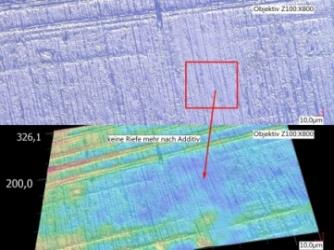 Objektiv Z100:X800
10,0µm
326,1
keine Riefe mehr nach Additiv
Objektiv Z100:X800
200,0
10,0µm